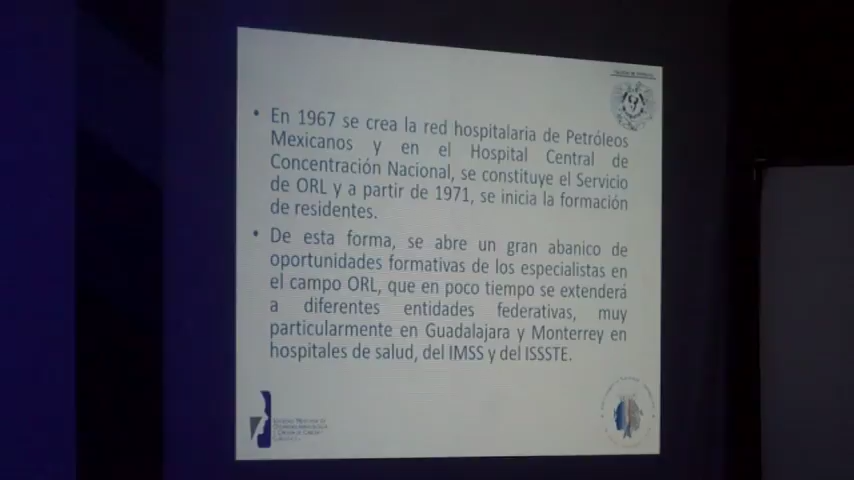 • En 1967 se crea la red hospitalaria de Petróleos
Mexicanos y en el Hospital Central de
Concentración Nacional, se constituye el Servicio
de ORL y a partir de 1971, se inicia la formación
de residentes.
• De esta forma, se abre un gran abanico de
oportunidades formativas de los especialistas en
el campo ORL, que en poco tiempo se extenderá
a diferentes entidades federativas, muy
particularmente en Guadalajara y Monterrey en
hospitales de salud, del IMSS y del ISSSTE.